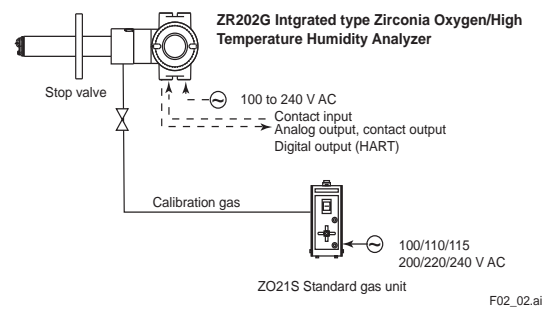 ZR202G Intgrated type Zirconia Oxygen/High
Temperature Humidity Analyzer
Stop valve
100 to 240 V AC
Contact input
Analog output, contact output
Digital output (HART)
Calibration gas
100/110/115
200/220/240 V AC
ZO21S Standard gas unit
F02_02.ai